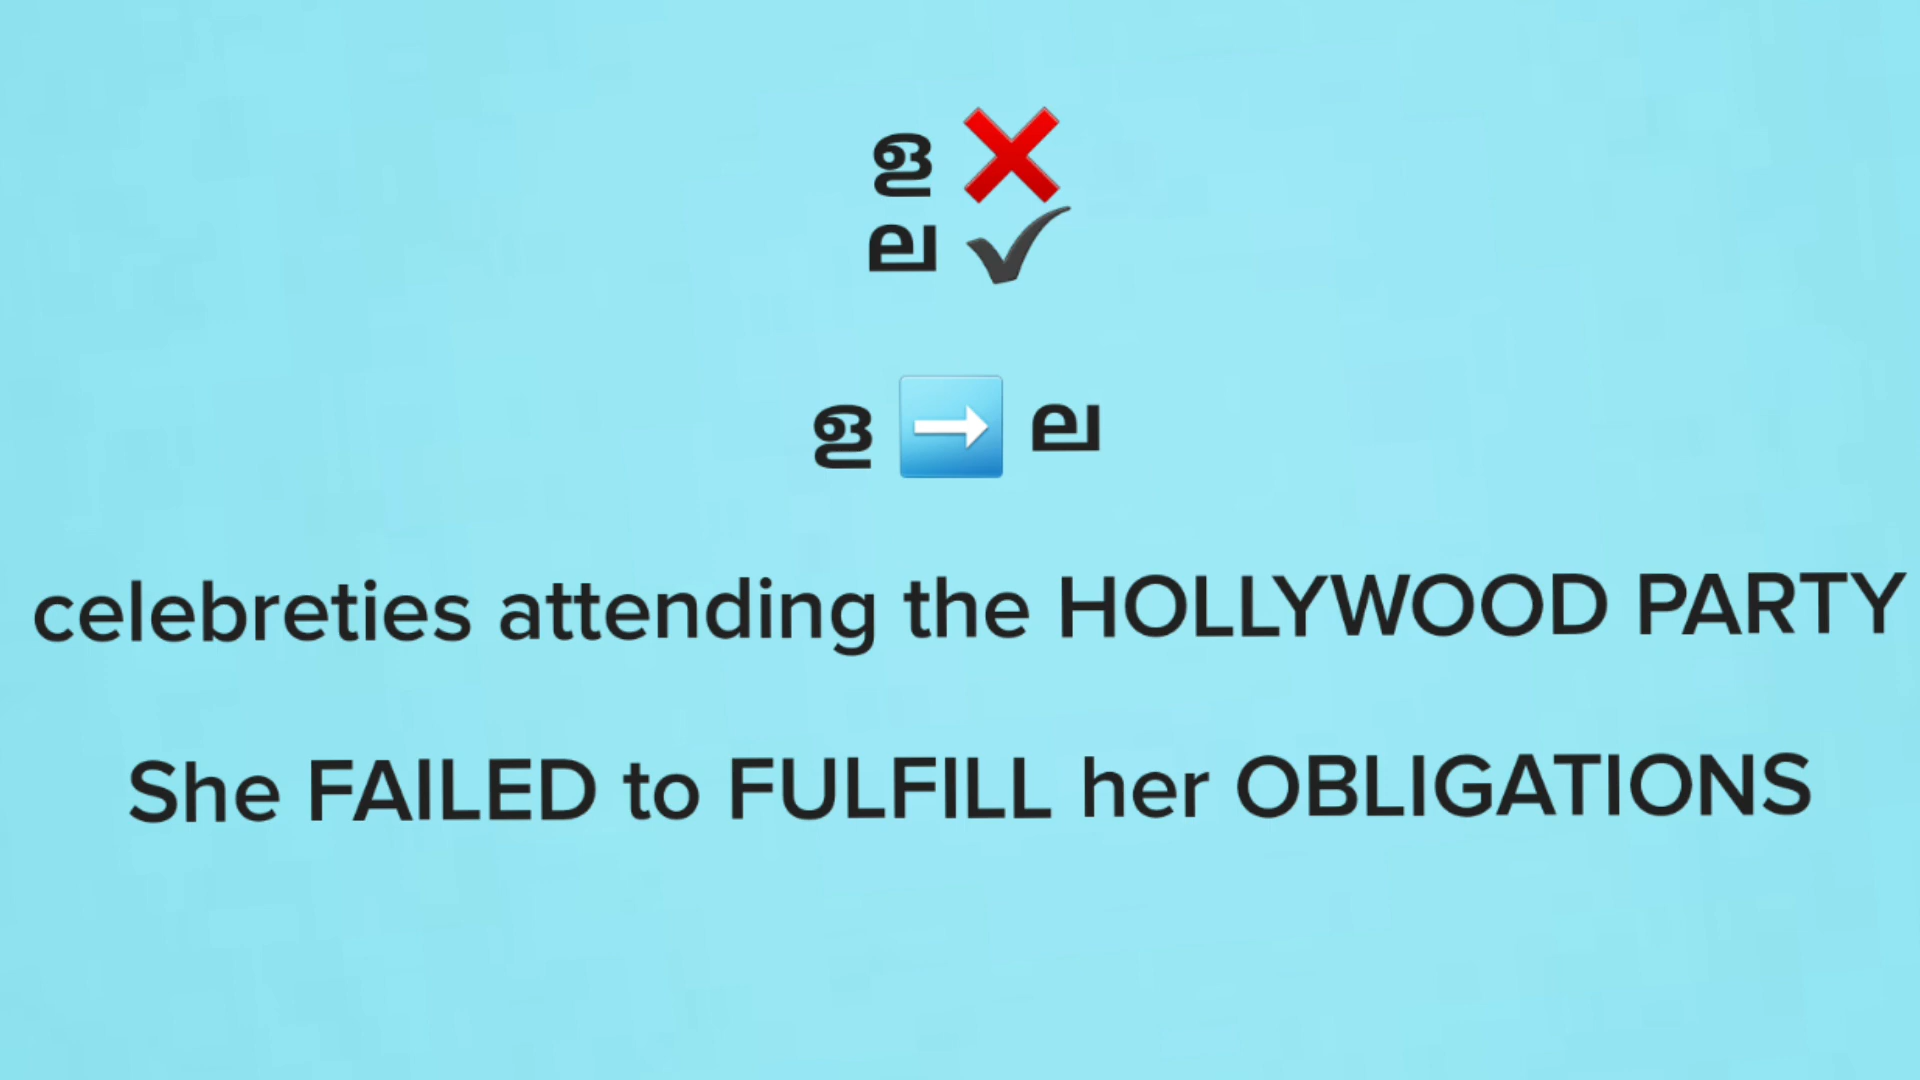 ള ❌
ല ✔
ള ➡ ല
celebreties attending the HOLLYWOOD PARTY
She FAILED to FULFILL her OBLIGATIONS